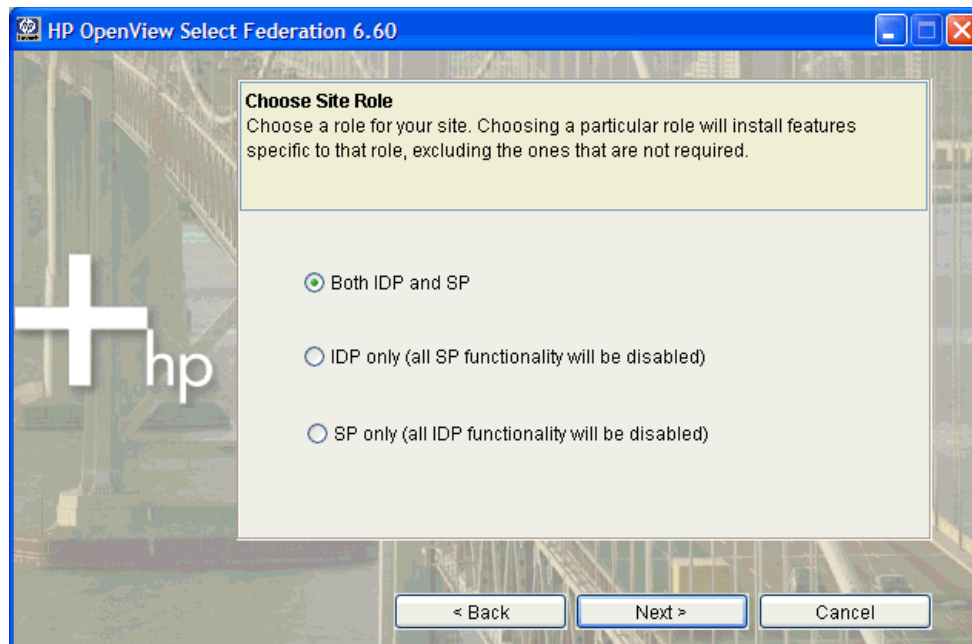 HP OpenView Select Federation 6.60
Choose Site Role
Choose a role for your site. Choosing a particular role will install features
specific to that role, excluding the ones that are not required.
Both IDP and SP
IDP only (all SP functionality will be disabled)
SP only (all IDP functionality will be disabled)
hp
< Back
Next >
Cancel